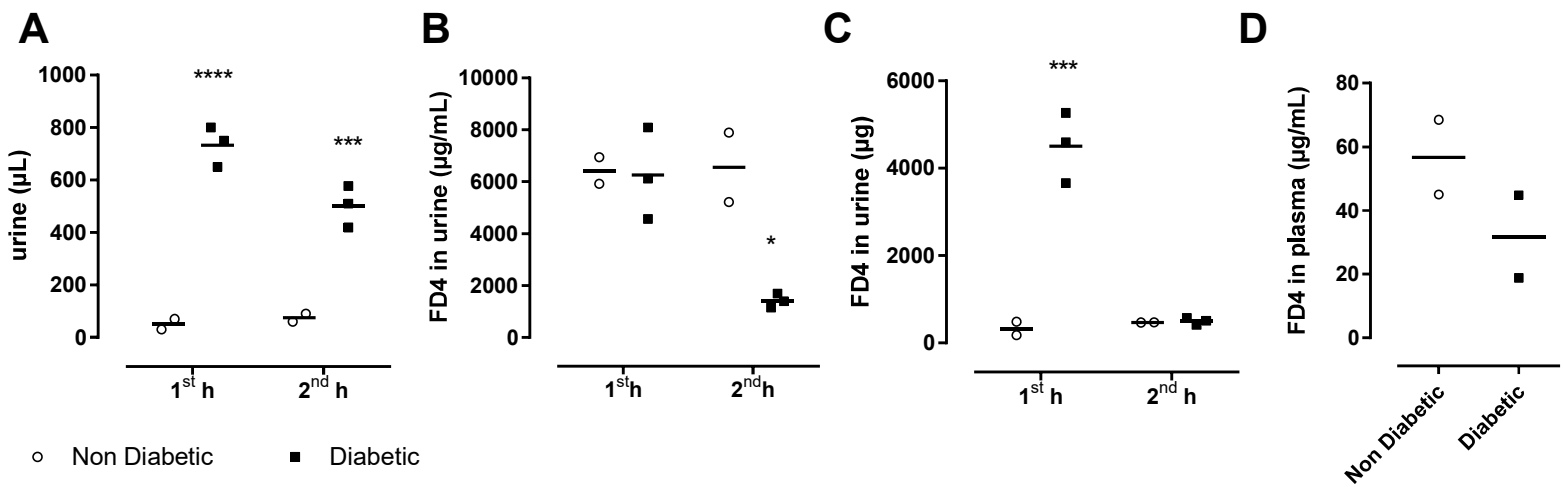 A
urine (µL)
1000
800
600
400
200
0
****
***
1st h
2nd h
B
FD4 in urine (µg/mL)
10000
8000
6000
4000
2000
0
*
1sth
2ndh
C
FD4 in urine (µg)
6000
4000
2000
0
***
1st h
2nd h
D
FD4 in plasma (µg/mL)
80
60
40
20
0
Non Diabetic
Diabetic
Non Diabetic
Diabetic